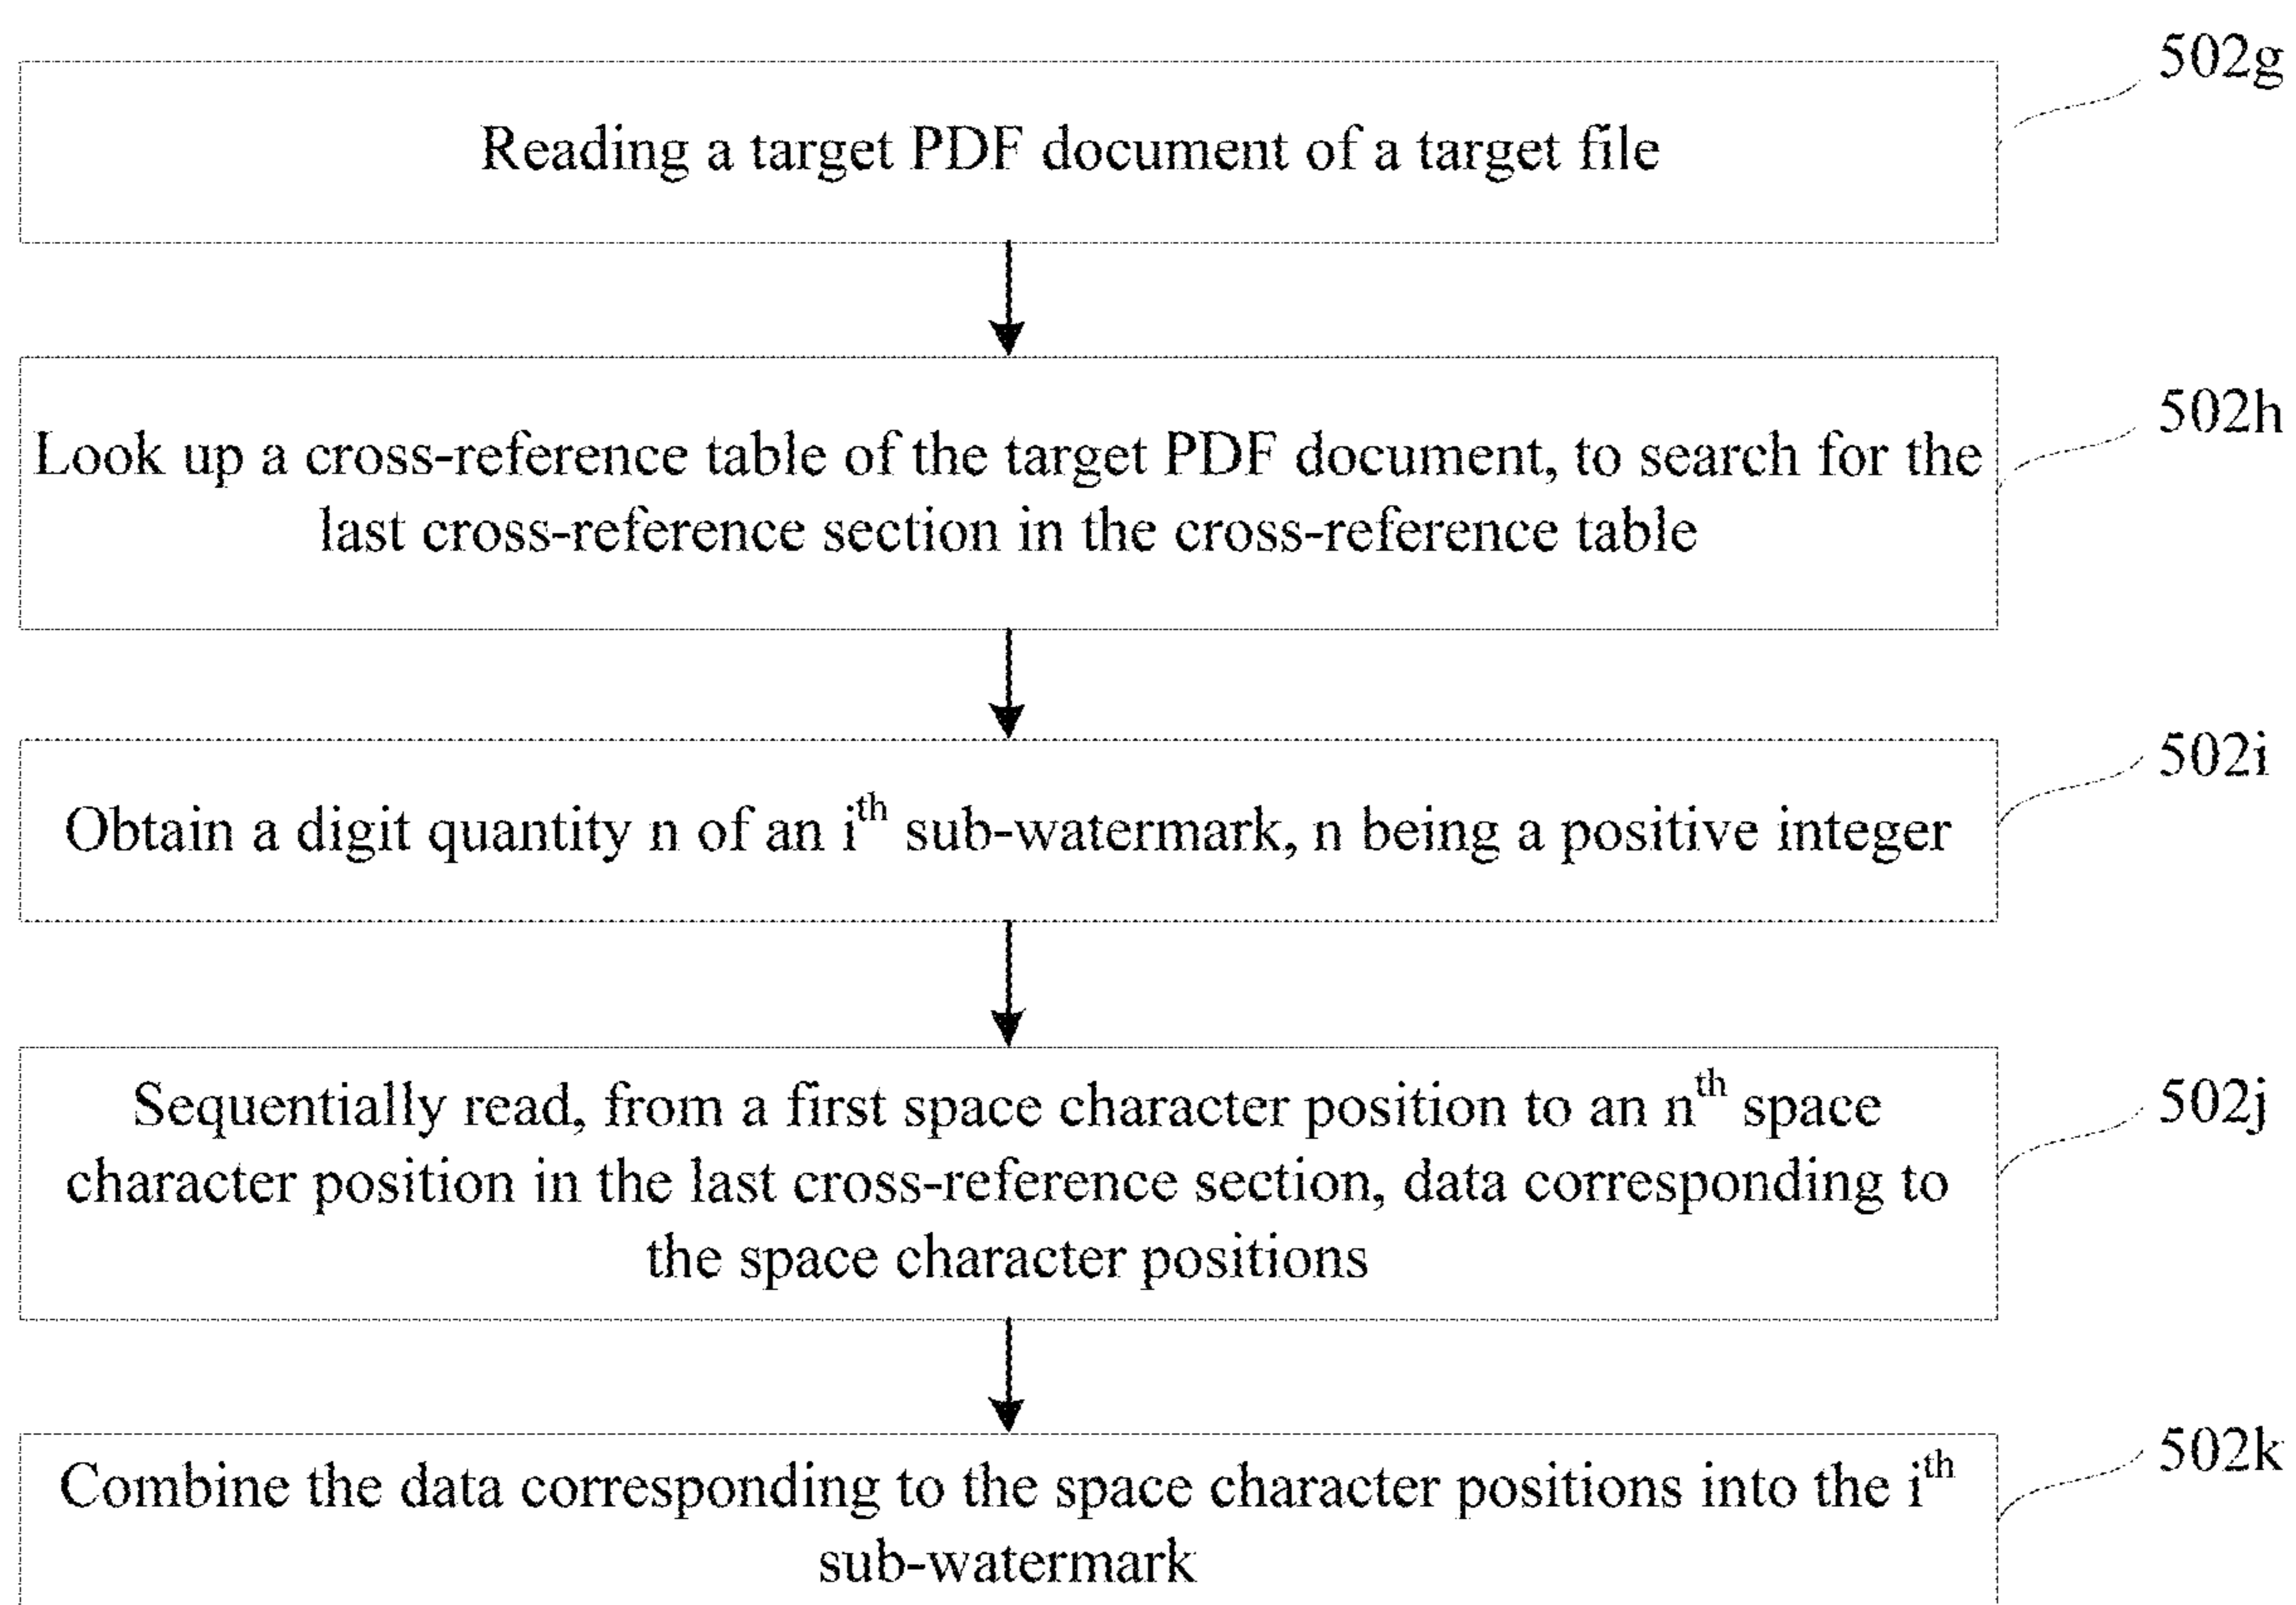 502g
Reading a target PDF document of a target file
502h
Look up a cross-reference table of the target PDF document, to search for the
last cross-reference section in the cross-reference table
502i
Obtain a digit quantity n of an i^th sub-watermark, n being a positive integer
502j
Sequentially read, from a first space character position to an n^th space
character position in the last cross-reference section, data corresponding to
the space character positions
502k
Combine the data corresponding to the space character positions into the i^th
sub-watermark